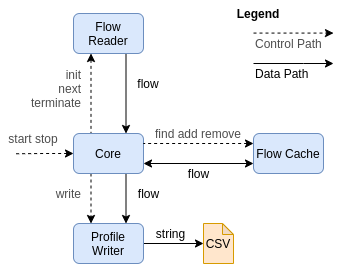 Flow
Reader
Legend
Control Path
Data Path
init
next
terminate
flow
start stop
Core
find add remove
flow
Flow Cache
write
flow
Profile
Writer
string
CSV